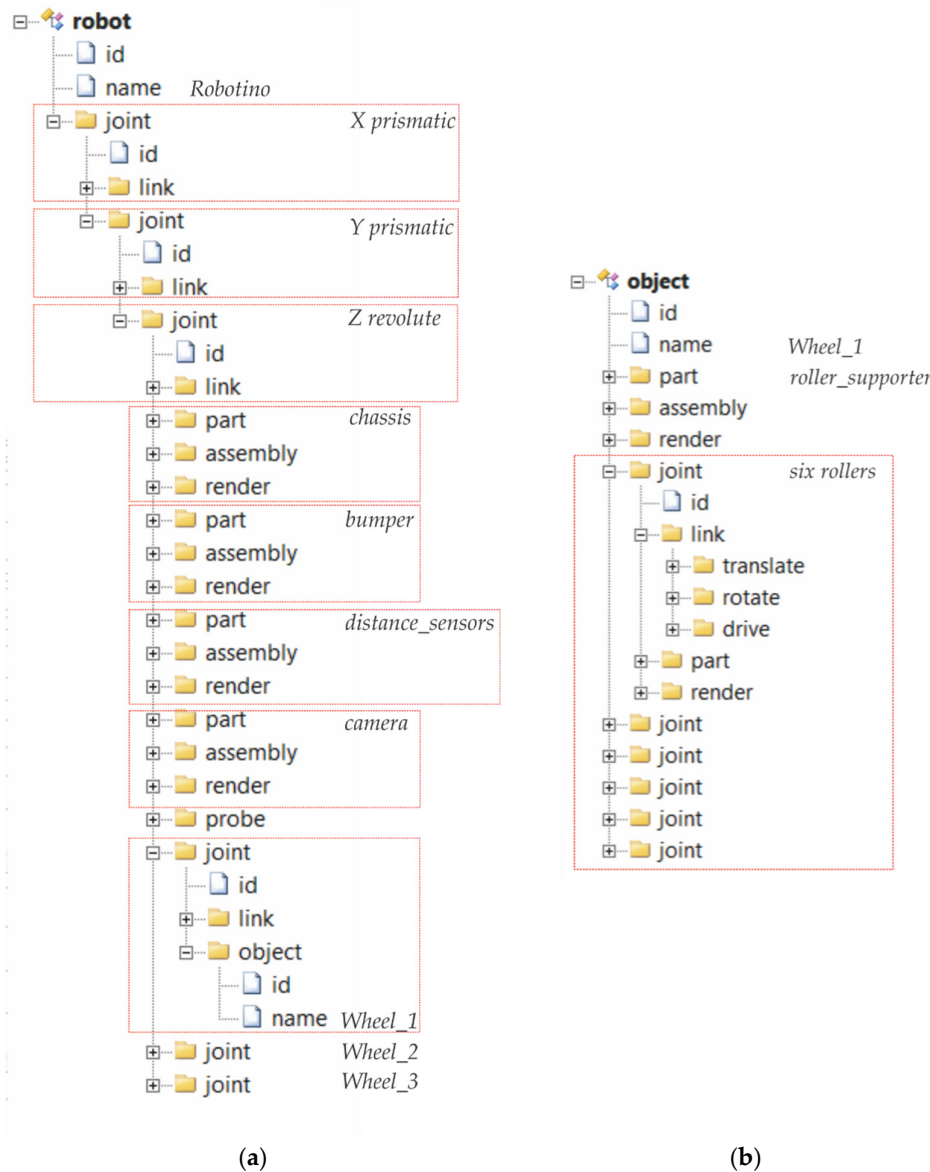 robot
id
name Robotino
joint X prismatic
id
link
joint Y prismatic
id
link
joint Z revolute
id
link
part chassis
assembly
render
part bumper
assembly
render
part distance_sensors
assembly
render
part camera
assembly
render
probe
joint
id
link
object
id
name Wheel_1
joint Wheel_2
joint Wheel_3
(a)
object
id
name Wheel_1
part roller_supporter
assembly
render
joint six rollers
id
link
translate
rotate
drive
part
render
joint
joint
joint
joint
joint
(b)